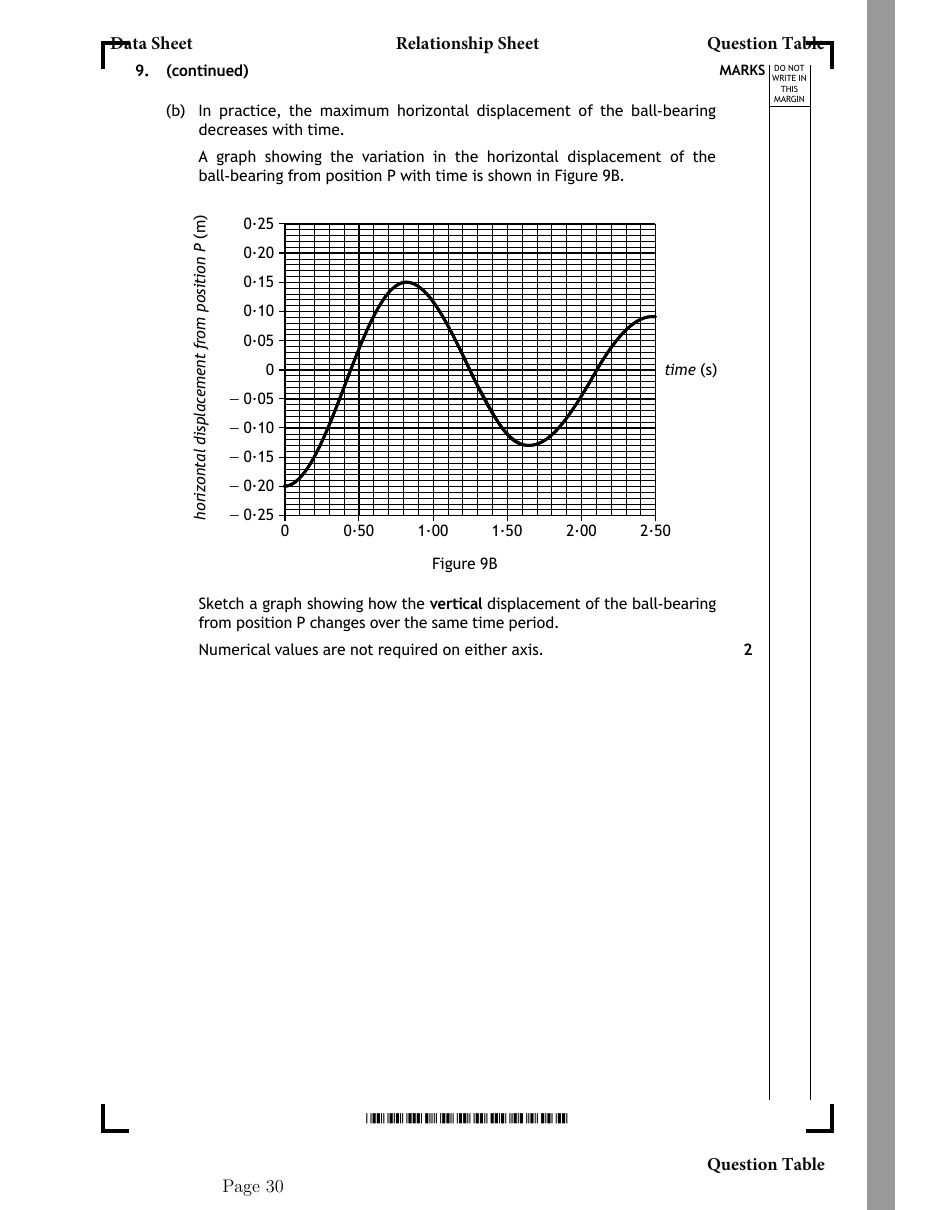 Data Sheet Relationship Sheet Question Table
9. (continued) MARKS DO NOT
WRITE IN
THIS
MARGIN
(b) In practice, the maximum horizontal displacement of the ball-bearing
decreases with time.
A graph showing the variation in the horizontal displacement of the
ball-bearing from position P with time is shown in Figure 9B.
horizontal displacement from position P (m)
0·25
0·20
0·15
0·10
0·05
0
– 0·05
– 0·10
– 0·15
– 0·20
– 0·25
time (s)
0 0·50 1·00 1·50 2·00 2·50
Figure 9B
Sketch a graph showing how the vertical displacement of the ball-bearing
from position P changes over the same time period.
Numerical values are not required on either axis. 2
Question Table
Page 30